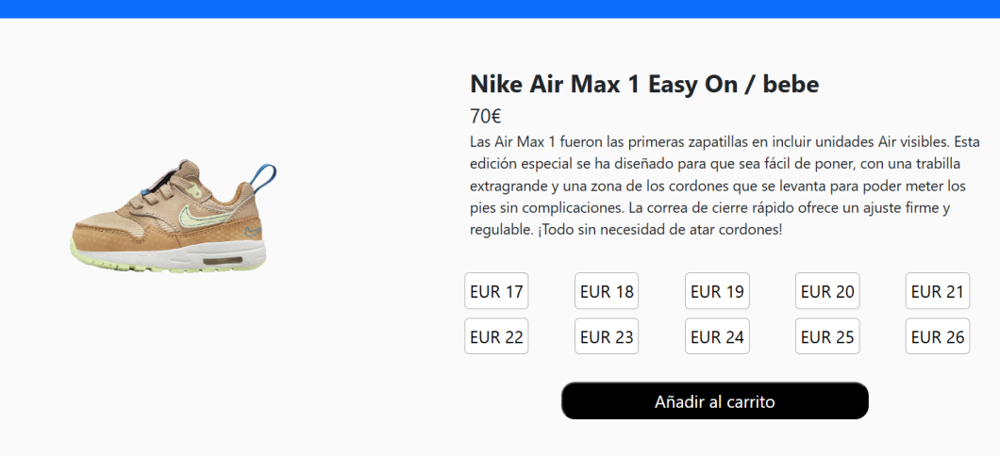 Nike Air Max 1 Easy On / bebe
70€
Las Air Max 1 fueron las primeras zapatillas en incluir unidades Air visibles. Esta
edición especial se ha diseñado para que sea fácil de poner, con una trabilla
extragrande y una zona de los cordones que se levanta para poder meter los
pies sin complicaciones. La correa de cierre rápido ofrece un ajuste firme y
regulable. ¡Todo sin necesidad de atar cordones!
EUR 17 EUR 18 EUR 19 EUR 20 EUR 21
EUR 22 EUR 23 EUR 24 EUR 25 EUR 26
Añadir al carrito